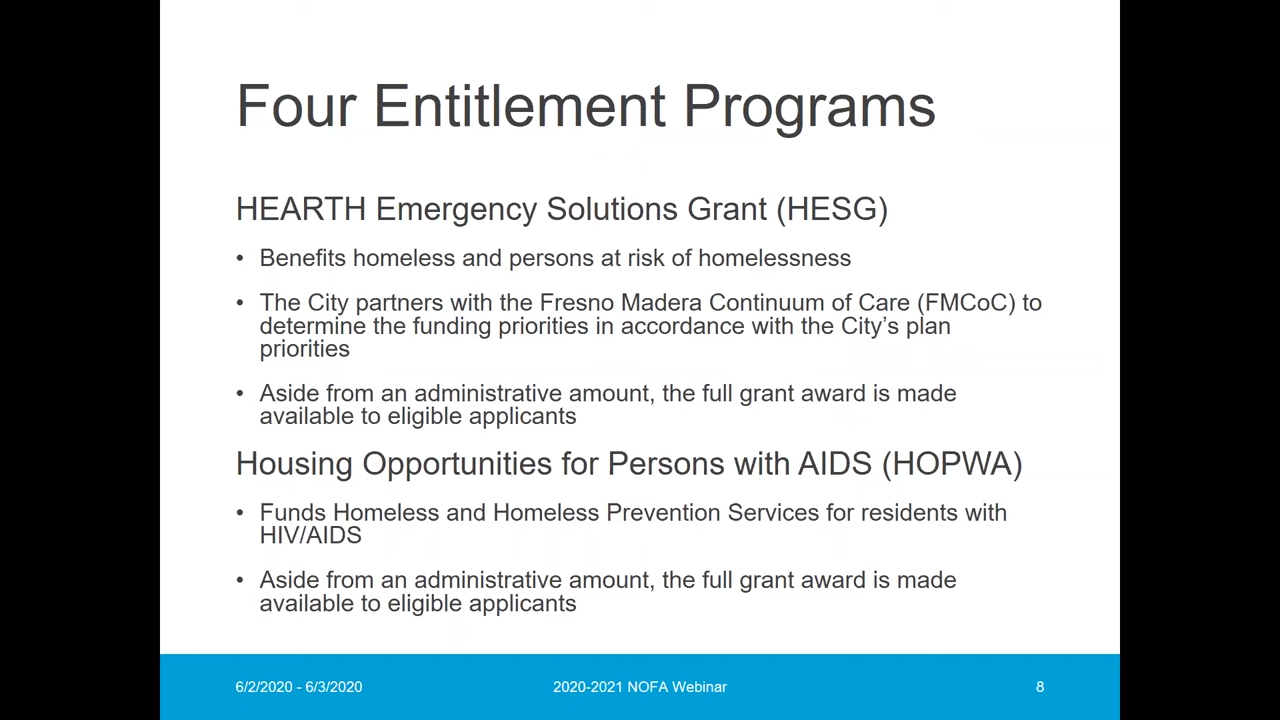 Four Entitlement Programs
HEARTH Emergency Solutions Grant (HESG)
• Benefits homeless and persons at risk of homelessness
• The City partners with the Fresno Madera Continuum of Care (FMCoC) to
determine the funding priorities in accordance with the City’s plan
priorities
• Aside from an administrative amount, the full grant award is made
available to eligible applicants
Housing Opportunities for Persons with AIDS (HOPWA)
• Funds Homeless and Homeless Prevention Services for residents with
HIV/AIDS
• Aside from an administrative amount, the full grant award is made
available to eligible applicants
6/2/2020 - 6/3/2020 2020-2021 NOFA Webinar 8